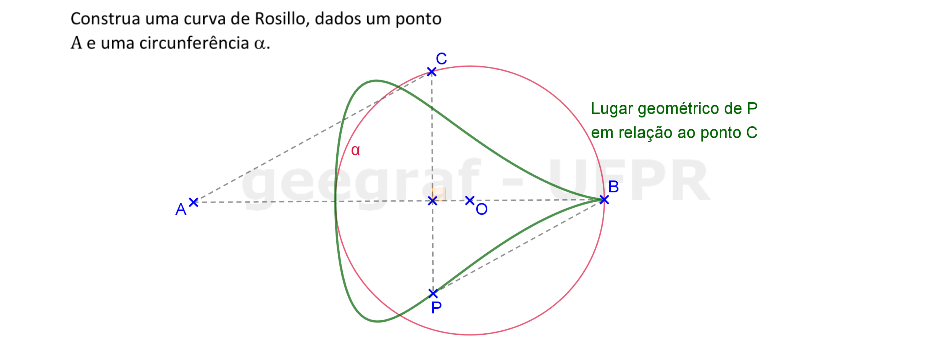 Construa uma curva de Rosillo, dados um ponto
A e uma circunferência α.
C
Lugar geométrico de P
em relação ao ponto C
α
geegraf - UFPR
B
A
O
P